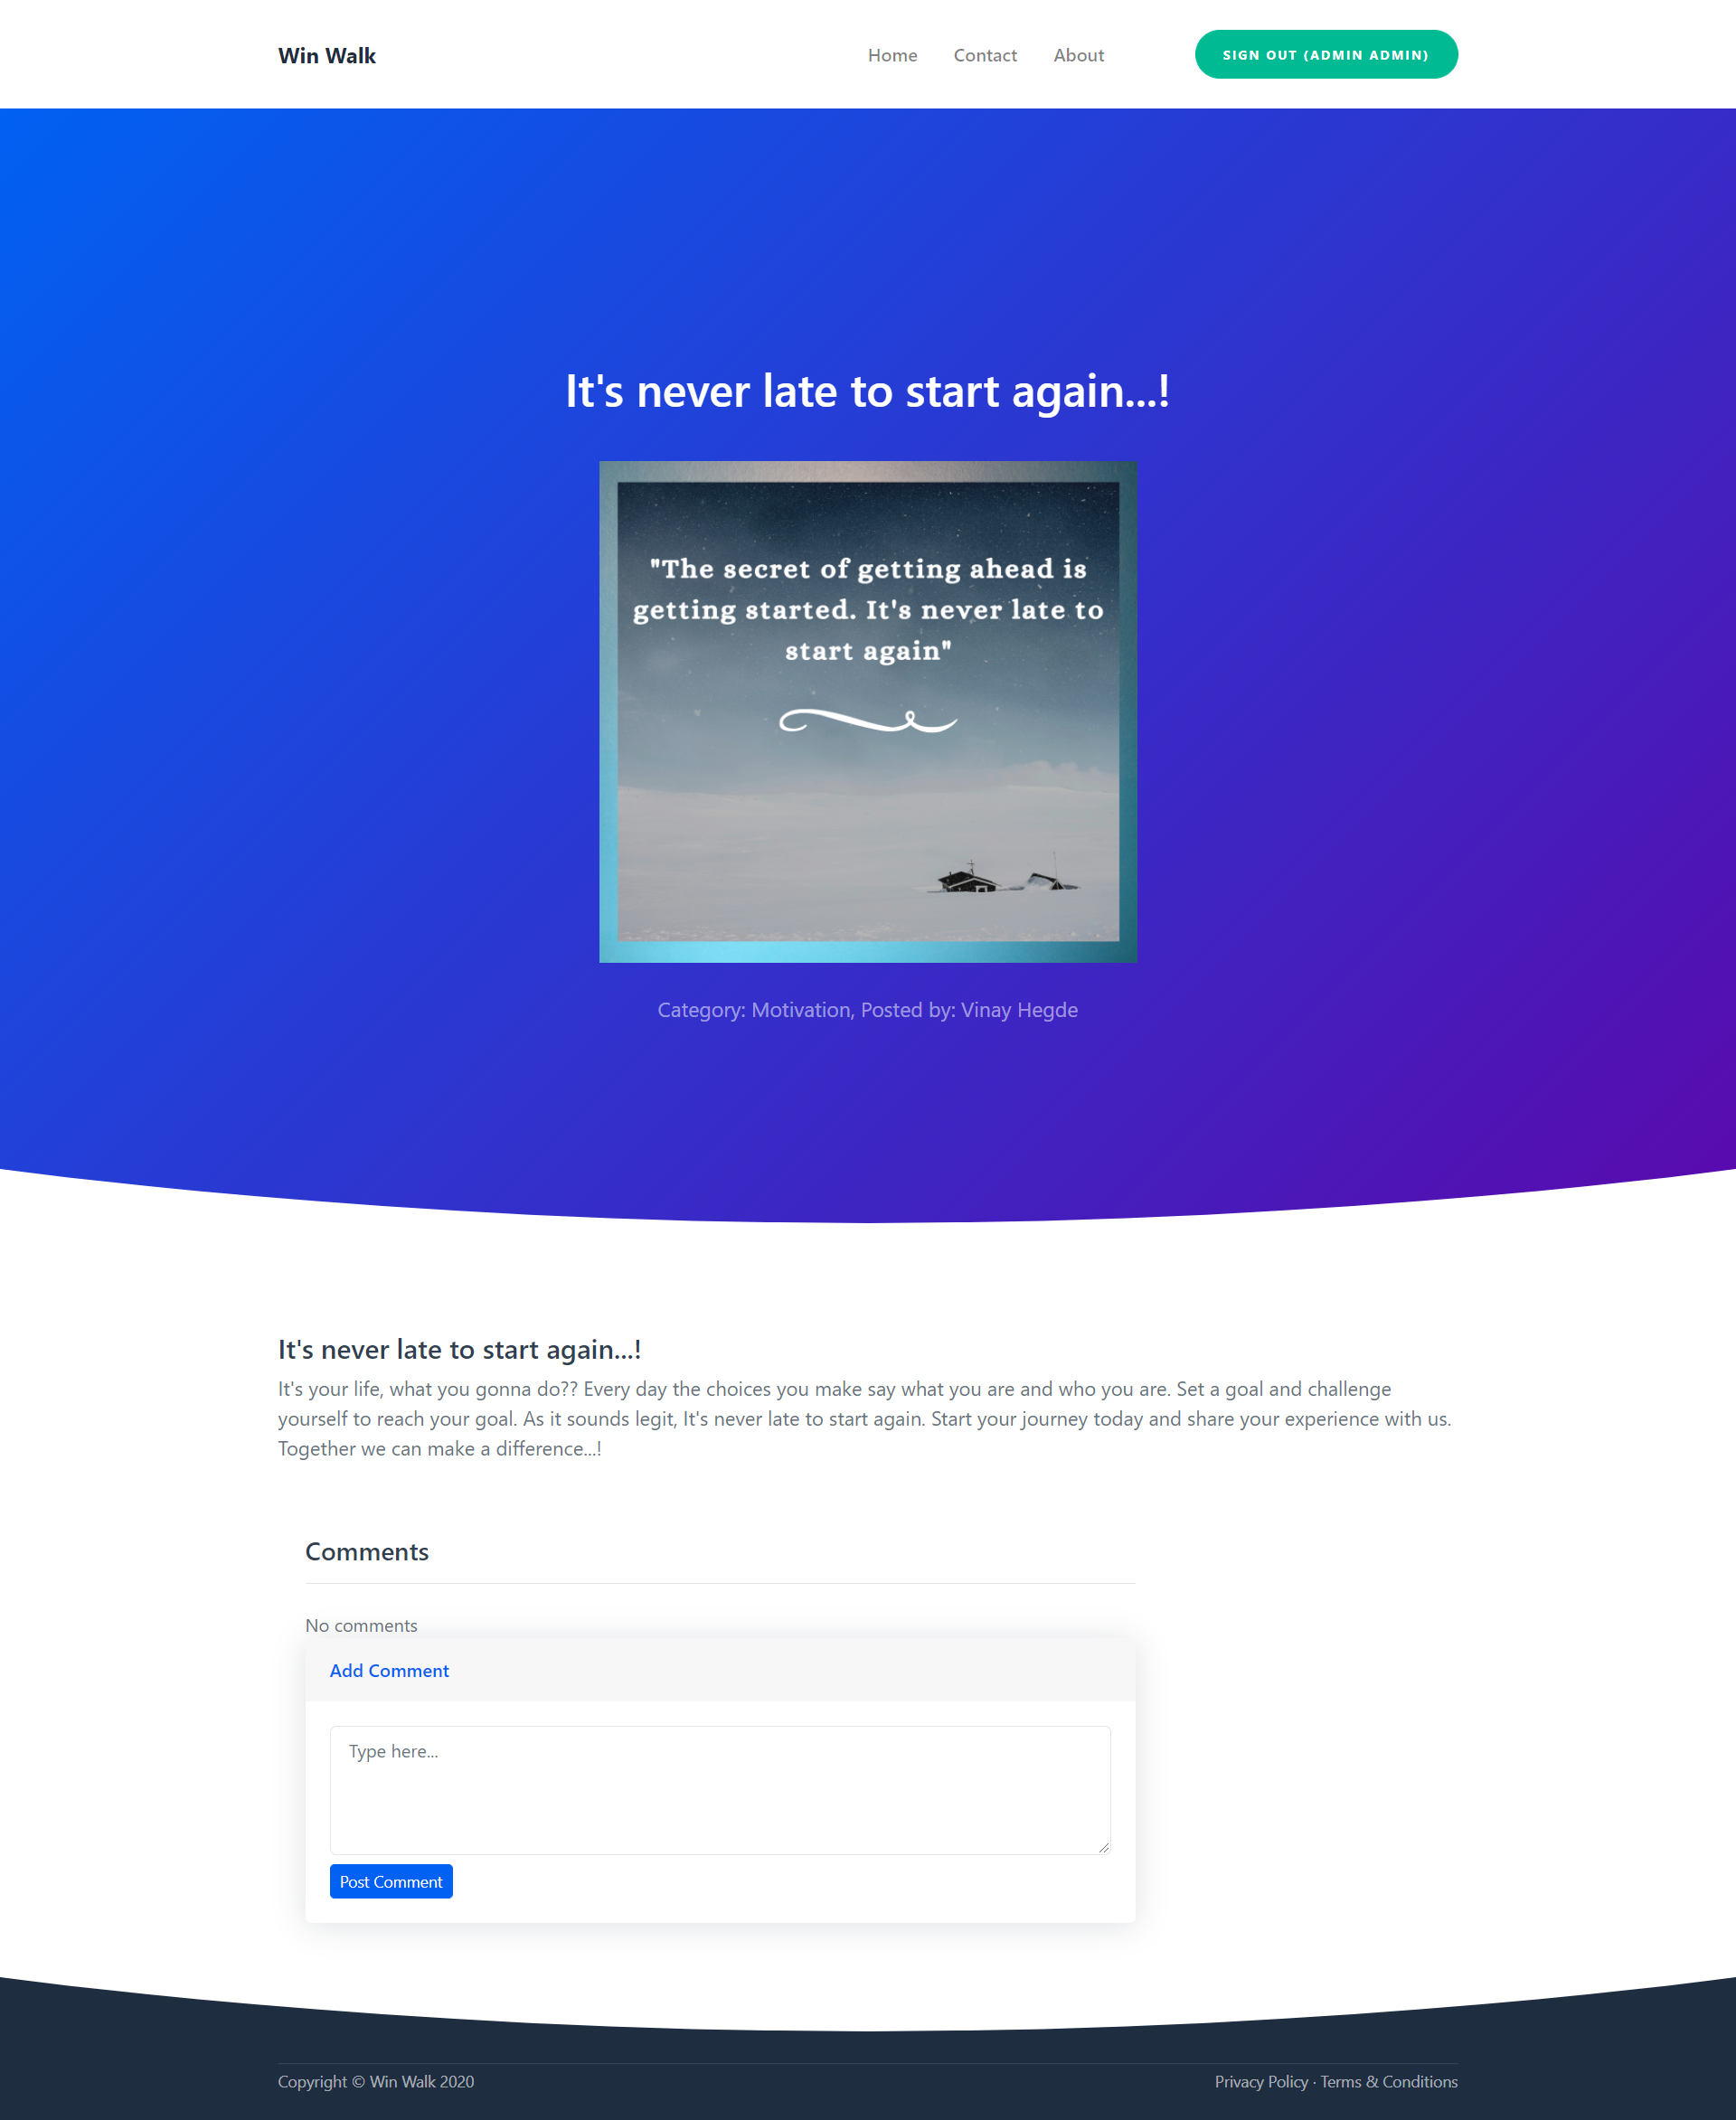 Win Walk
Home
Contact
About
SIGN OUT (ADMIN ADMIN)
It's never late to start again...!
"The secret of getting ahead is
getting started. It's never late to
start again"
Category: Motivation, Posted by: Vinay Hegde
It's never late to start again...!
It's your life, what you gonna do?? Every day the choices you make say what you are and who you are. Set a goal and challenge
yourself to reach your goal. As it sounds legit, It's never late to start again. Start your journey today and share your experience with us.
Together we can make a difference...!
Comments
No comments
Add Comment
Type here...
Post Comment
Copyright © Win Walk 2020
Privacy Policy · Terms & Conditions